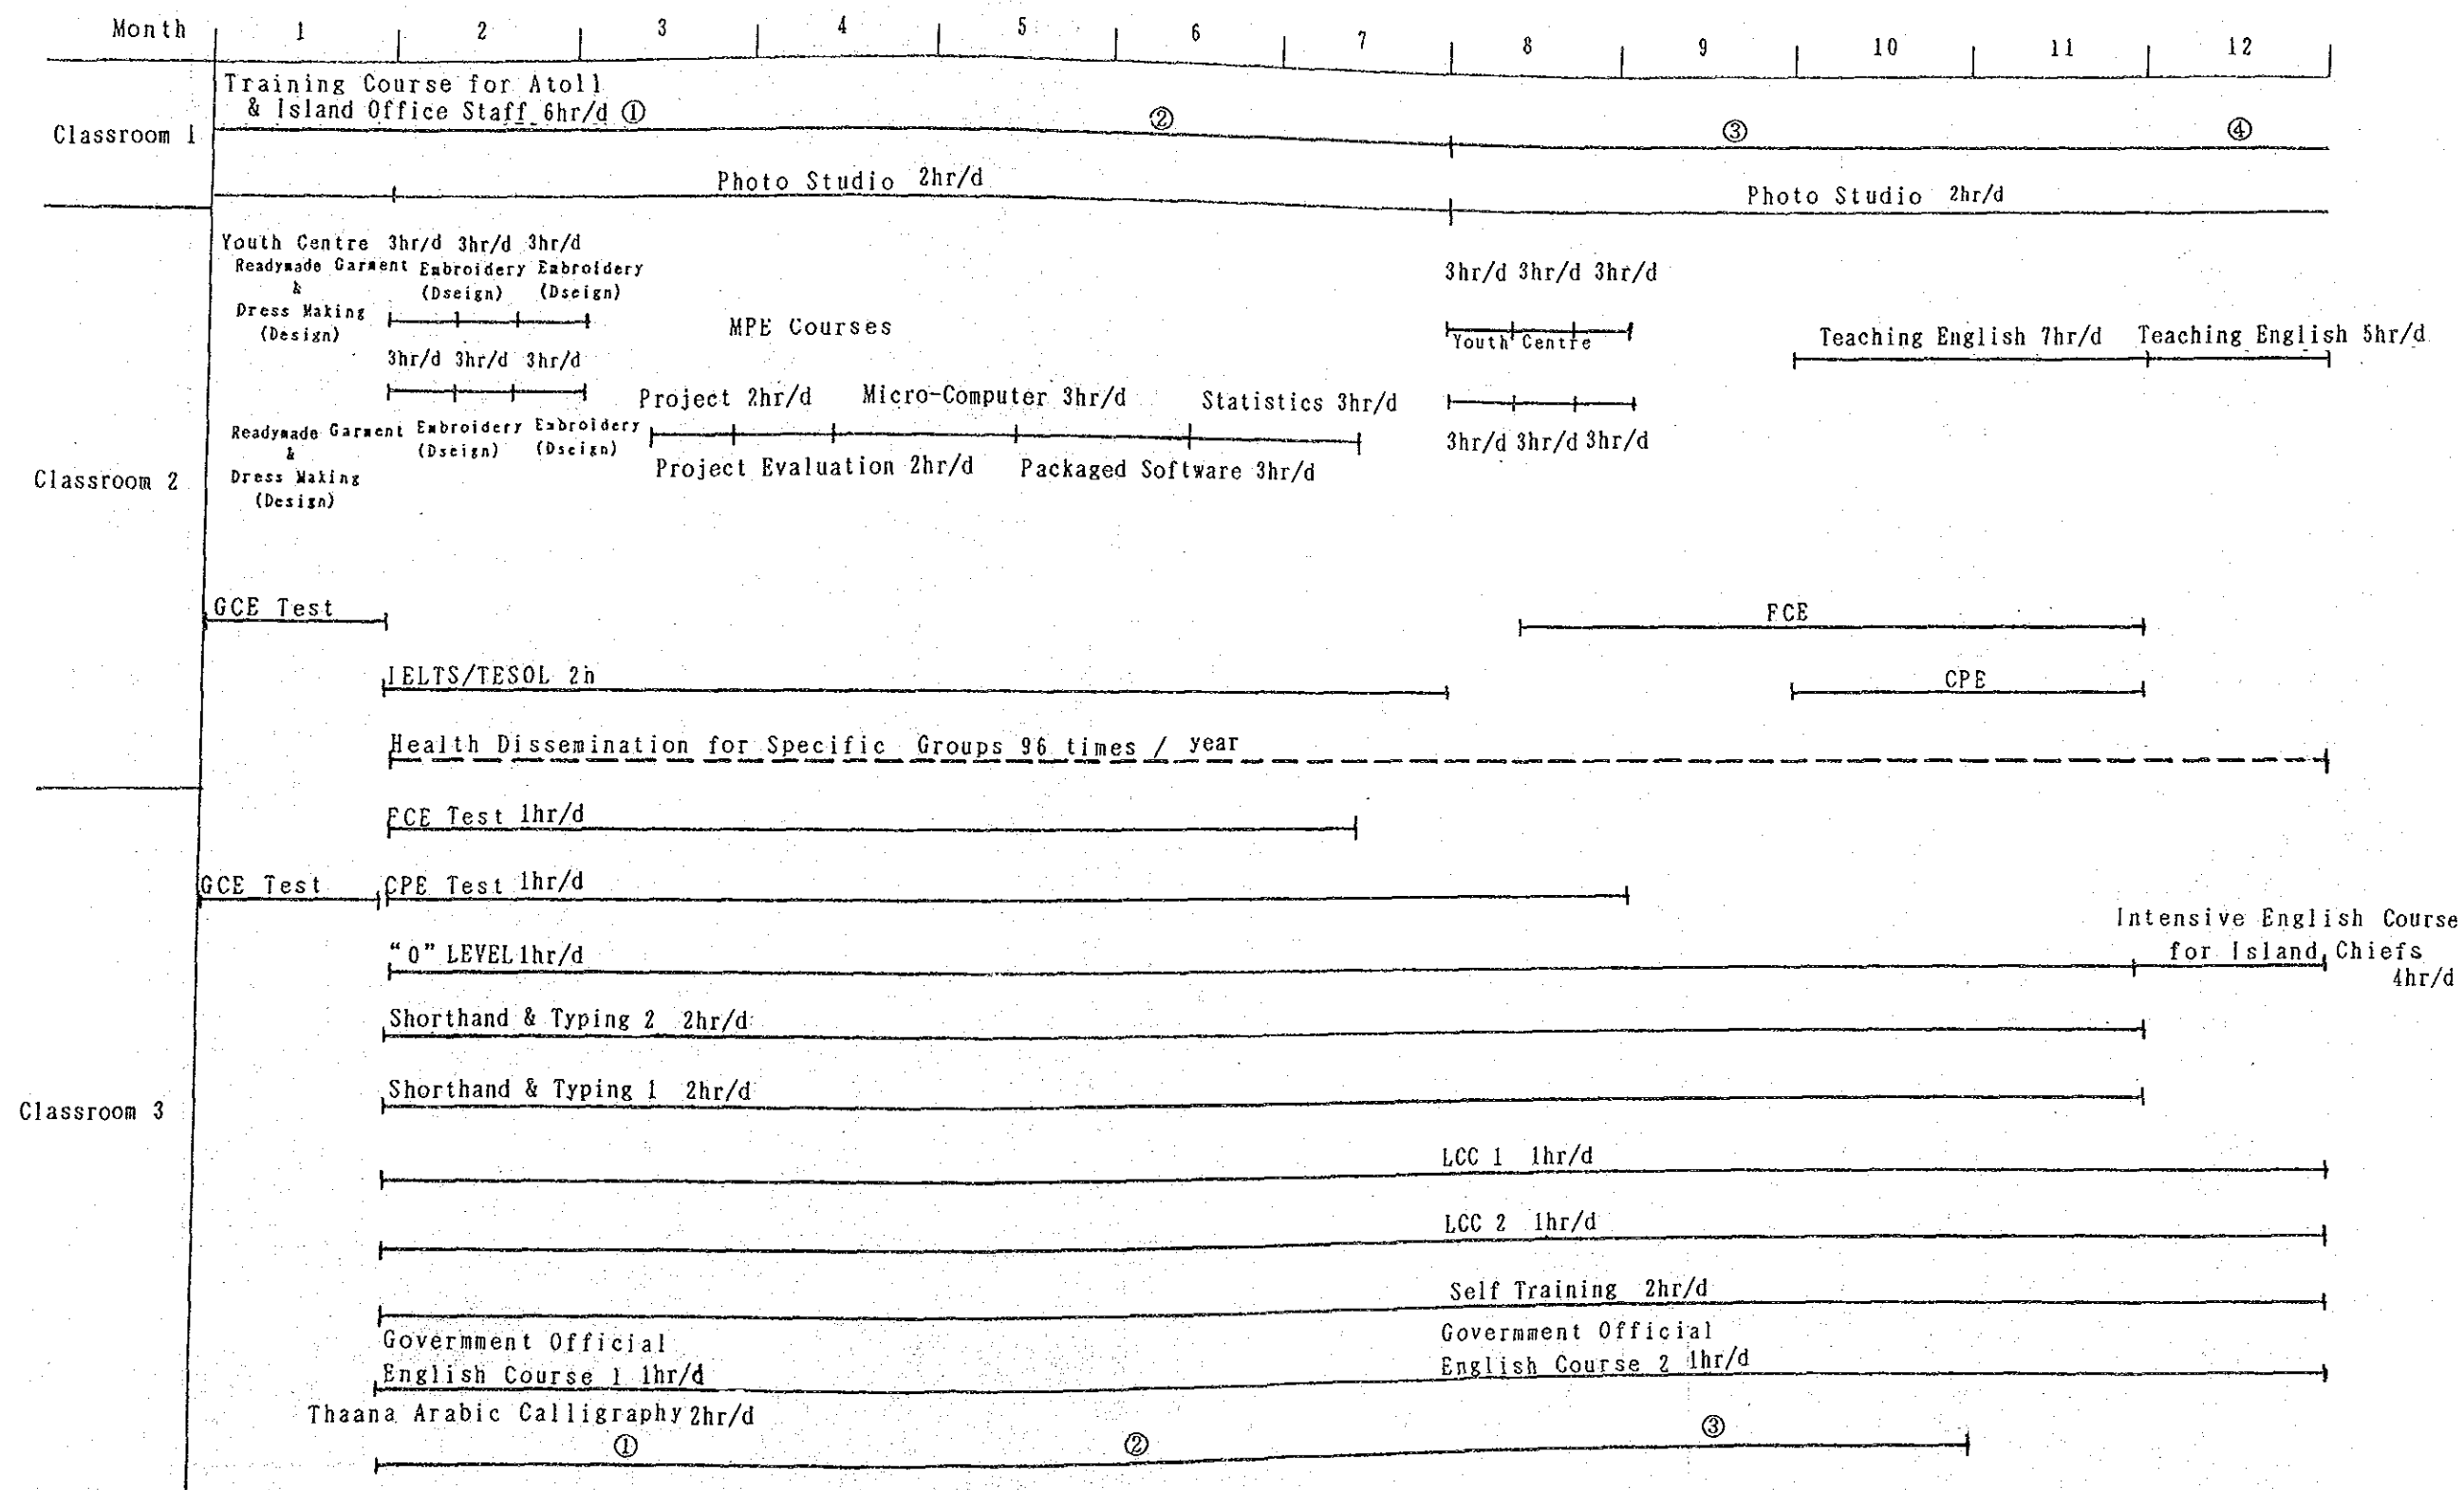 Month 1 2 3 4 5 6 7 8 9 10 11 12
Classroom 1
Training Course for Atoll
& Island Office Staff 6hr/d ① ② ③ ④
Photo Studio 2hr/d
Photo Studio 2hr/d
Classroom 2
Youth Centre 3hr/d 3hr/d 3hr/d
Readymade Garment Embroidery Embroidery
& (Dseign) (Dseign)
Dress Making
(Design)
3hr/d 3hr/d 3hr/d
Readymade Garment Embroidery Embroidery
& (Dseign) (Dseign)
Dress Making
(Design)
MPE Courses
Project 2hr/d Micro-Computer 3hr/d Statistics 3hr/d
Project Evaluation 2hr/d Packaged Software 3hr/d
3hr/d 3hr/d 3hr/d
Youth Centre
3hr/d 3hr/d 3hr/d
Teaching English 7hr/d Teaching English 5hr/d
GCE Test
FCE
IELTS/TESOL 2h
CPE
Health Dissemination for Specific Groups 96 times / year
Classroom 3
FCE Test 1hr/d
GCE Test CPE Test 1hr/d
"0" LEVEL 1hr/d
Intensive English Course
for Island Chiefs
4hr/d
Shorthand & Typing 2 2hr/d
Shorthand & Typing 1 2hr/d
LCC 1 1hr/d
LCC 2 1hr/d
Self Training 2hr/d
Govermment Official
English Course 1 1hr/d
Govermment Official
English Course 2 1hr/d
Thaana Arabic Calligraphy 2hr/d
① ② ③